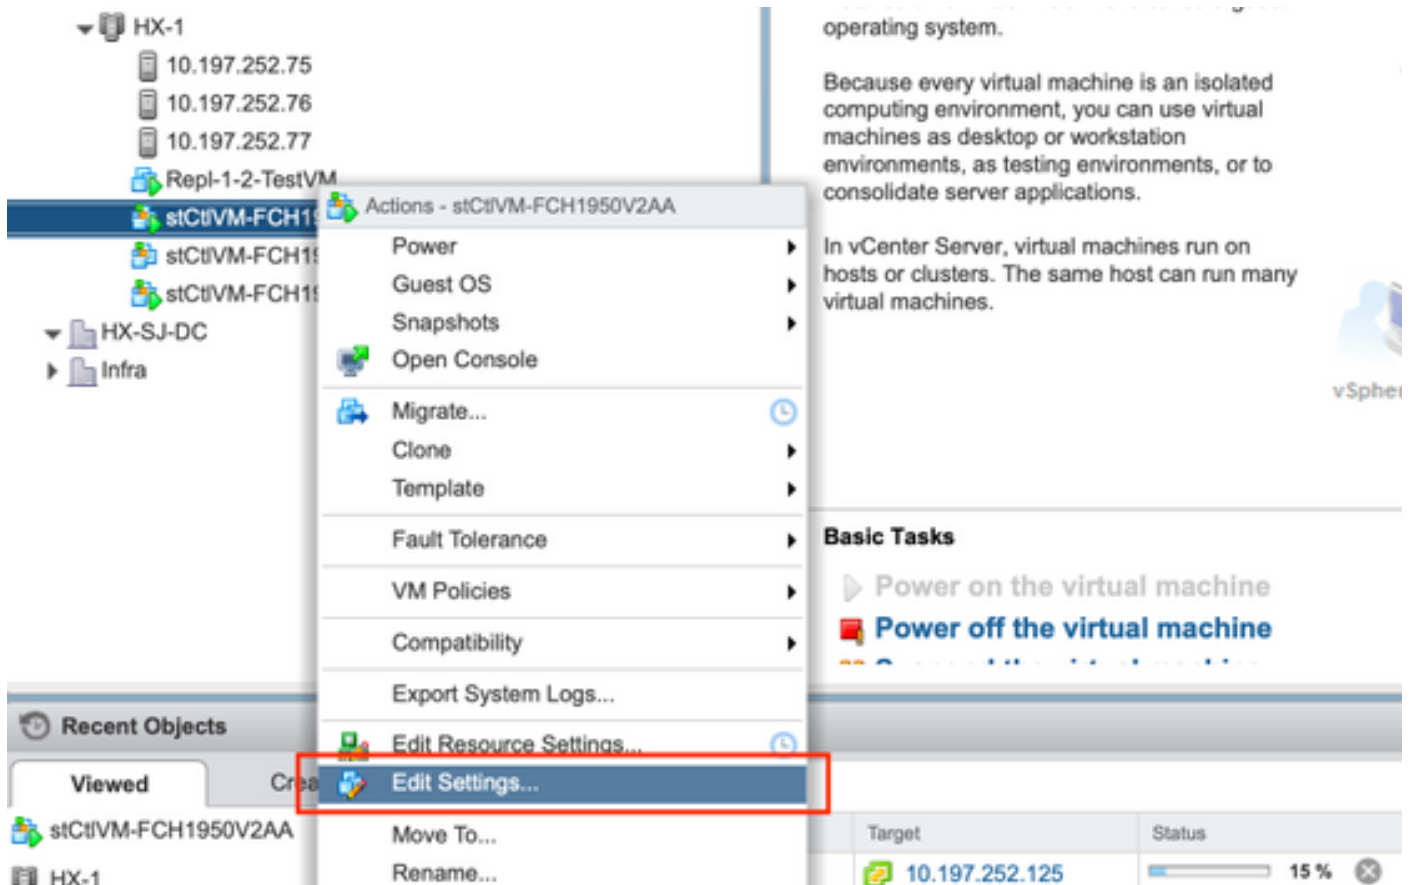 HX-1
10.197.252.75
10.197.252.76
10.197.252.77
Repl-1-2-TestVM
stCtlVM-FCH19
stCtlVM-FCH19
stCtlVM-FCH19
HX-SJ-DC
Infra
Actions - stCtlVM-FCH1950V2AA
Power
Guest OS
Snapshots
Open Console
Migrate...
Clone
Template
Fault Tolerance
VM Policies
Compatibility
Export System Logs...
Edit Resource Settings...
Edit Settings...
Move To...
Rename...
operating system.
Because every virtual machine is an isolated
computing environment, you can use virtual
machines as desktop or workstation
environments, as testing environments, or to
consolidate server applications.
In vCenter Server, virtual machines run on
hosts or clusters. The same host can run many
virtual machines.
vSpher
Basic Tasks
Power on the virtual machine
Power off the virtual machine
Recent Objects
Viewed
Crea
stCtlVM-FCH1950V2AA
HX-1
Target
Status
10.197.252.125
15 %